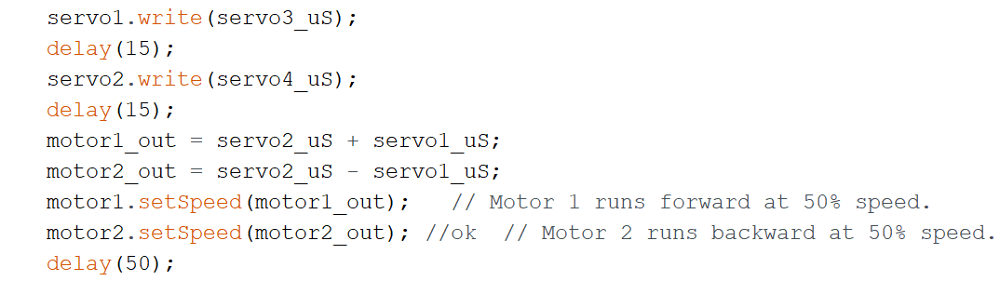 servo1.write(servo3_uS);
delay(15);
servo2.write(servo4_uS);
delay(15);
motor1_out = servo2_uS + servo1_uS;
motor2_out = servo2_uS - servo1_uS;
motor1.setSpeed(motor1_out);   // Motor 1 runs forward at 50% speed.
motor2.setSpeed(motor2_out); //ok  // Motor 2 runs backward at 50% speed.
delay(50);